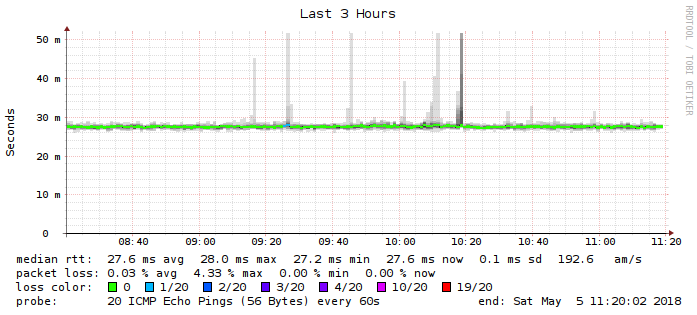 Last 3 Hours
RRDTOOL / TOBI OETIKER
Seconds
50 m
40 m
30 m
20 m
10 m
0
08:40 09:00 09:20 09:40 10:00 10:20 10:40 11:00 11:20
median rtt: 27.6 ms avg 28.0 ms max 27.2 ms min 27.6 ms now 0.1 ms sd 192.6 am/s
packet loss: 0.03 % avg 4.33 % max 0.00 % min 0.00 % now
loss color: 0 1/20 2/20 3/20 4/20 10/20 19/20
probe: 20 ICMP Echo Pings (56 Bytes) every 60s end: Sat May 5 11:20:02 2018